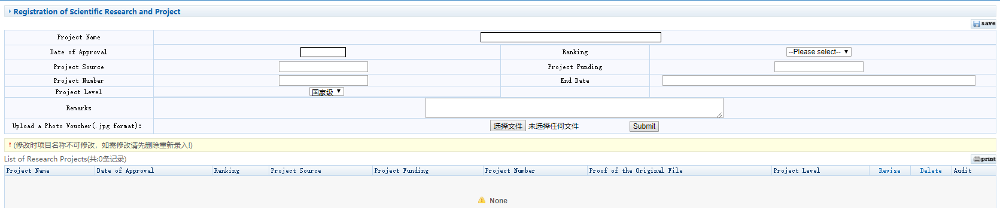 Registration of Scientific Research and Project
save
Project Name
Date of Approval Ranking --Please select--
Project Source Project Funding
Project Number End Date
Project Level 国家级
Remarks
Upload a Photo Voucher(.jpg format): 选择文件 未选择任何文件 Submit
! (修改时项目名称不可修改，如需修改请先删除重新录入!)
List of Research Projects(共:0条记录) print
Project Name Date of Approval Ranking Project Source Project Funding Project Number Proof of the Original File Project Level Revise Delete Audit
None